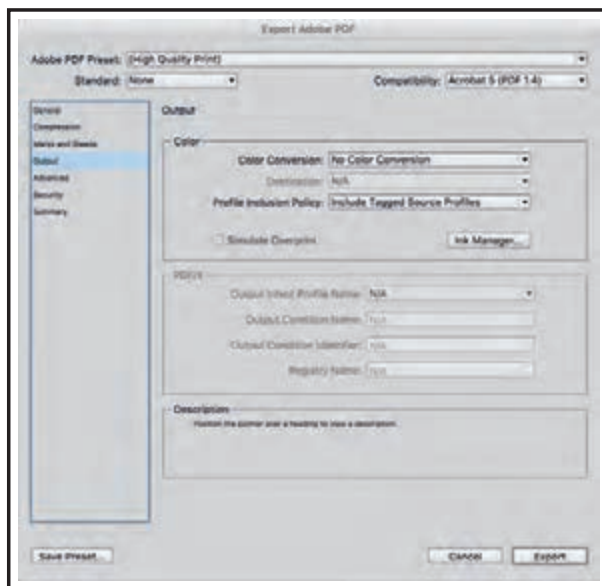 Export Adobe PDF
Adobe PDF Preset: [High Quality Print]
Standard: None Compatibility: Acrobat 5 (PDF 1.4)
General
Compression
Marks and Bleeds
Output
Advanced
Security
Summary
Output
Color
Color Conversion: No Color Conversion
Destination: N/A
Profile Inclusion Policy: Include Tagged Source Profiles
Simulate Overprint Ink Manager...
PDF/X
Output Intent Profile Name: N/A
Output Condition Name: N/A
Output Condition Identifier: N/A
Registry Name: N/A
Description
Position the pointer over a heading to view a description.
Save Preset... Cancel Export